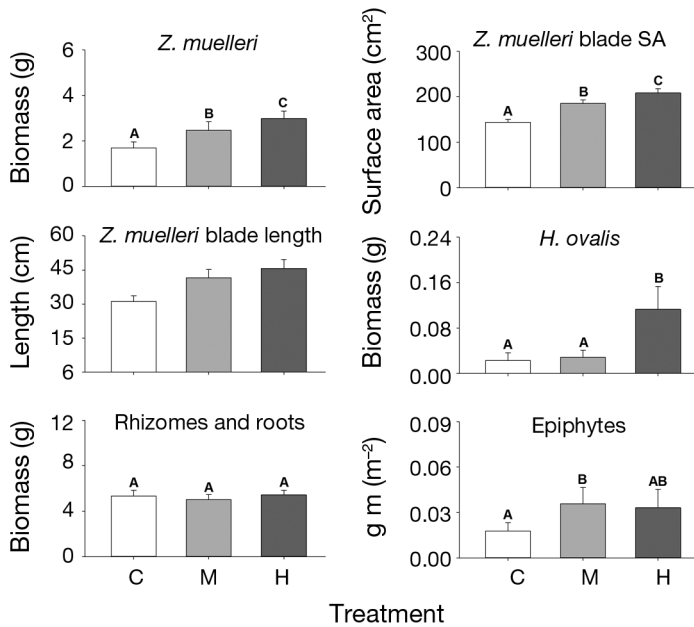 Z. muelleri
Biomass (g)
6
4
2
0
A
B
C
Z. muelleri blade SA
Surface area (cm²)
300
200
100
0
A
B
C
Z. muelleri blade length
Length (cm)
60
45
30
15
6
H. ovalis
Biomass (g)
0.24
0.16
0.08
0.00
A
A
B
Rhizomes and roots
Biomass (g)
12
8
4
0
A
A
A
C
M
H
Epiphytes
g m (m⁻²)
0.09
0.06
0.03
0.00
A
B
AB
C
M
H
Treatment